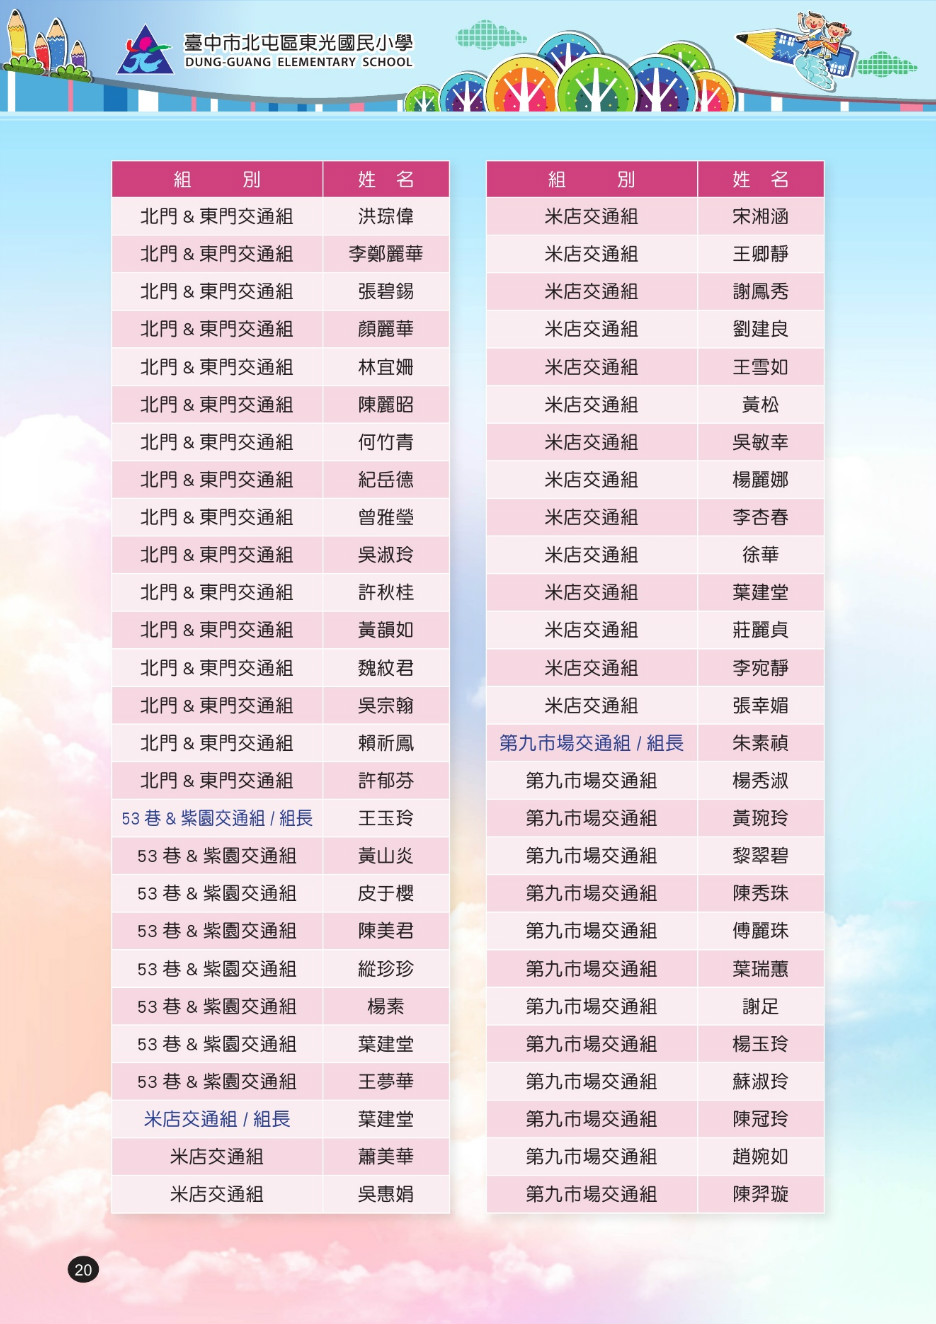 臺中市北屯區東光國民小學
DUNG-GUANG ELEMENTARY SCHOOL
組 別 姓 名
北門 & 東門交通組 洪琮偉
北門 & 東門交通組 李鄭麗華
北門 & 東門交通組 張碧錫
北門 & 東門交通組 顏麗華
北門 & 東門交通組 林宜姍
北門 & 東門交通組 陳麗昭
北門 & 東門交通組 何竹青
北門 & 東門交通組 紀岳德
北門 & 東門交通組 曾雅瑩
北門 & 東門交通組 吳淑玲
北門 & 東門交通組 許秋桂
北門 & 東門交通組 黃韻如
北門 & 東門交通組 魏紋君
北門 & 東門交通組 吳宗翰
北門 & 東門交通組 賴祈鳳
北門 & 東門交通組 許郁芬
53 巷 & 紫園交通組 / 組長 王玉玲
53 巷 & 紫園交通組 黃山炎
53 巷 & 紫園交通組 皮于櫻
53 巷 & 紫園交通組 陳美君
53 巷 & 紫園交通組 縱珍珍
53 巷 & 紫園交通組 楊素
53 巷 & 紫園交通組 葉建堂
53 巷 & 紫園交通組 王夢華
米店交通組 / 組長 葉建堂
米店交通組 蕭美華
米店交通組 吳惠娟
組 別 姓 名
米店交通組 宋湘涵
米店交通組 王卿靜
米店交通組 謝鳳秀
米店交通組 劉建良
米店交通組 王雪如
米店交通組 黃松
米店交通組 吳敏幸
米店交通組 楊麗娜
米店交通組 李杏春
米店交通組 徐華
米店交通組 葉建堂
米店交通組 莊麗貞
米店交通組 李宛靜
米店交通組 張幸媚
第九市場交通組 / 組長 朱素禎
第九市場交通組 楊秀淑
第九市場交通組 黃琬玲
第九市場交通組 黎翠碧
第九市場交通組 陳秀珠
第九市場交通組 傅麗珠
第九市場交通組 葉瑞蕙
第九市場交通組 謝足
第九市場交通組 楊玉玲
第九市場交通組 蘇淑玲
第九市場交通組 陳冠玲
第九市場交通組 趙婉如
第九市場交通組 陳羿璇
20